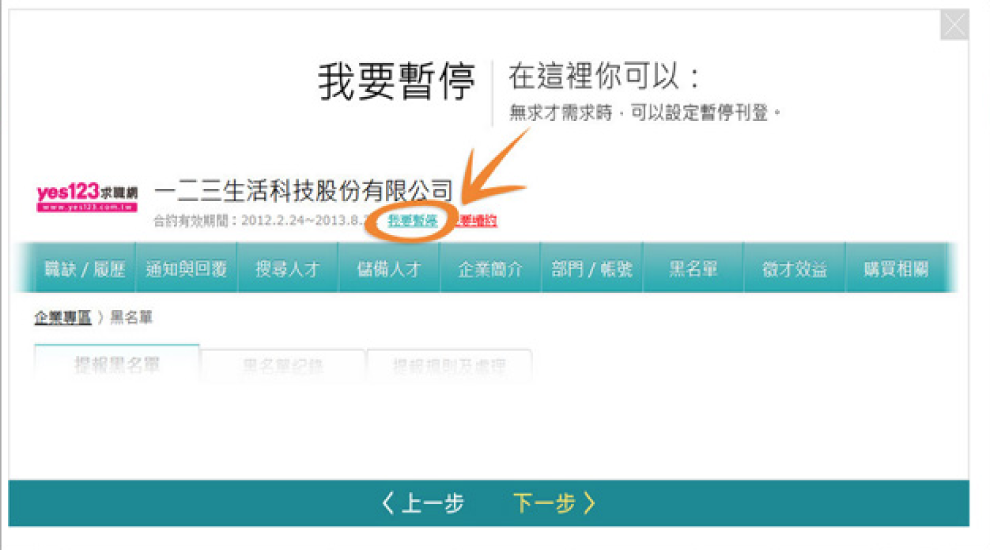 我要暫停
在這裡你可以：
無求才需求時，可以設定暫停刊登。
yes123求職網
www.yes123.com.tw
一二三生活科技股份有限公司
合約有效期間：2012.2.24~2013.8.2 我要暫停 要續約
職缺 / 履歷 通知與回覆 搜尋人才 儲備人才 企業簡介 部門 / 帳號 黑名單 徵才效益 購買相關
企業專區 〉黑名單
提報黑名單 黑名單紀錄 提報規則及處理
〈 上一步 下一步 〉